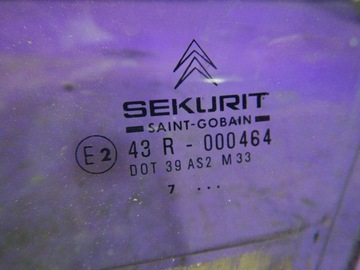 SEKURIT
SAINT-GOBAIN
E2 43 R - 000464
DOT 39 AS2 M33
7 ...